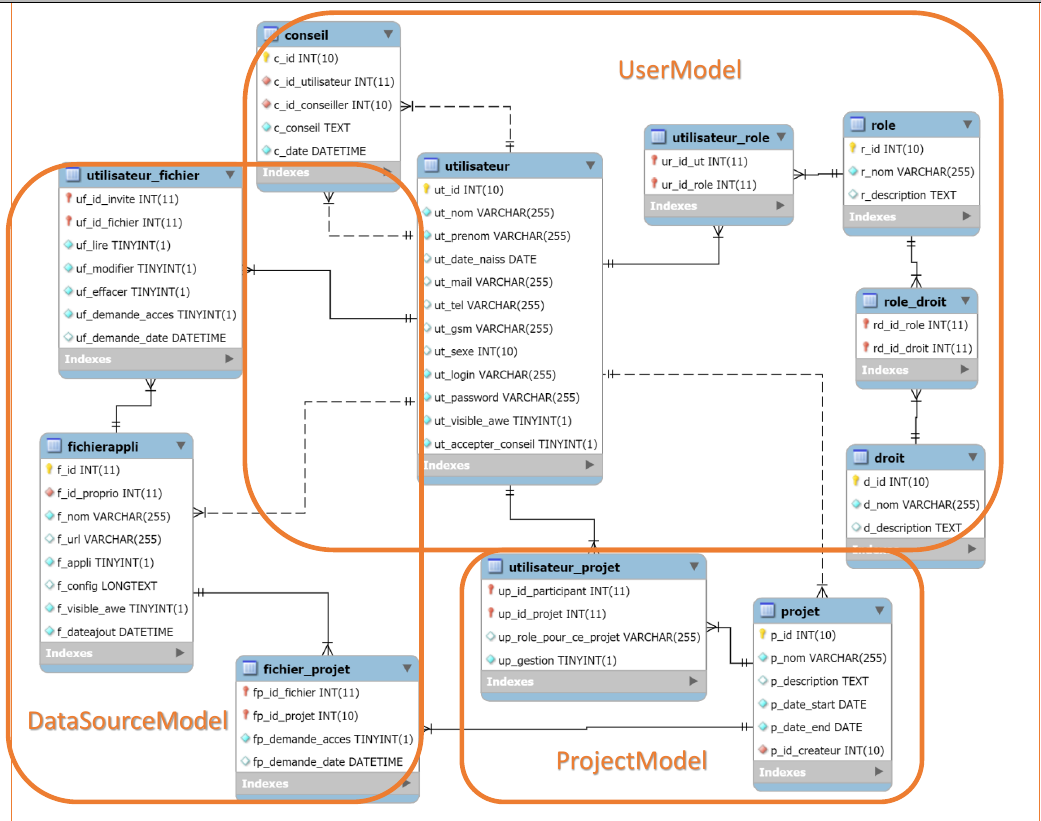 conseil
c_id INT(10)
c_id_utilisateur INT(11)
c_id_conseiller INT(10)
c_conseil TEXT
c_date DATETIME
Indexes
UserModel
utilisateur_fichier
uf_id_invite INT(11)
uf_id_fichier INT(11)
uf_lire TINYINT(1)
uf_modifier TINYINT(1)
uf_effacer TINYINT(1)
uf_demande_acces TINYINT(1)
uf_demande_date DATETIME
Indexes
utilisateur
ut_id INT(10)
ut_nom VARCHAR(255)
ut_prenom VARCHAR(255)
ut_date_naiss DATE
ut_mail VARCHAR(255)
ut_tel VARCHAR(255)
ut_gsm VARCHAR(255)
ut_sexe INT(10)
ut_login VARCHAR(255)
ut_password VARCHAR(255)
ut_visible_awe TINYINT(1)
ut_accepter_conseil TINYINT(1)
Indexes
utilisateur_role
ur_id_ut INT(11)
ur_id_role INT(11)
Indexes
role
r_id INT(10)
r_nom VARCHAR(255)
r_description TEXT
Indexes
role_droit
rd_id_role INT(11)
rd_id_droit INT(11)
Indexes
droit
d_id INT(10)
d_nom VARCHAR(255)
d_description TEXT
Indexes
fichierappli
f_id INT(11)
f_id_proprio INT(11)
f_nom VARCHAR(255)
f_url VARCHAR(255)
f_appli TINYINT(1)
f_config LONGTEXT
f_visible_awe TINYINT(1)
f_dateajout DATETIME
Indexes
fichier_projet
fp_id_fichier INT(11)
fp_id_projet INT(10)
fp_demande_acces TINYINT(1)
fp_demande_date DATETIME
Indexes
DataSourceModel
utilisateur_projet
up_id_participant INT(11)
up_id_projet INT(11)
up_role_pour_ce_projet VARCHAR(255)
up_gestion TINYINT(1)
Indexes
projet
p_id INT(10)
p_nom VARCHAR(255)
p_description TEXT
p_date_start DATE
p_date_end DATE
p_id_createur INT(10)
Indexes
ProjectModel